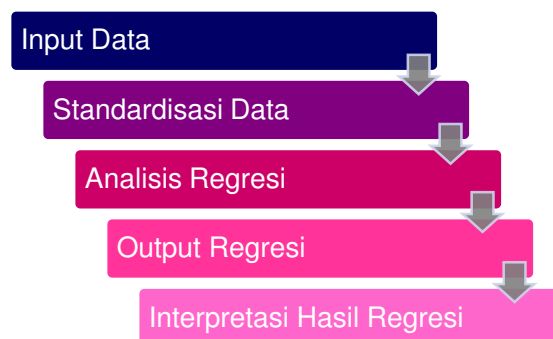 Input Data
Standardisasi Data
Analisis Regresi
Output Regresi
Interpretasi Hasil Regresi